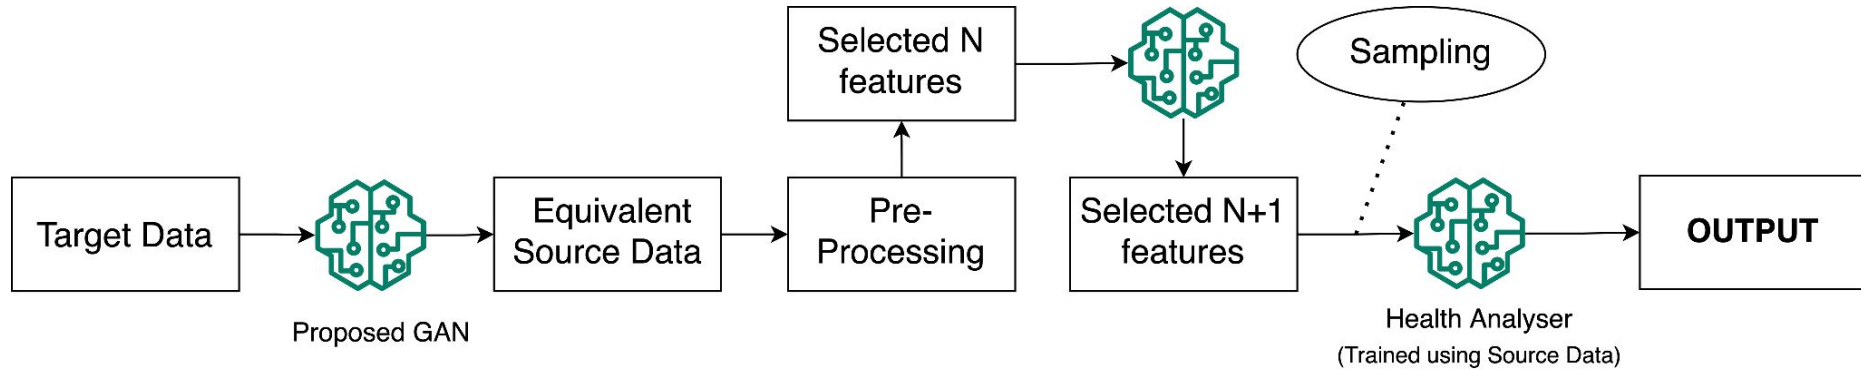 Target Data
Proposed GAN
Equivalent
Source Data
Pre-
Processing
Selected N
features
Selected N+1
features
Sampling
Health Analyser
(Trained using Source Data)
OUTPUT